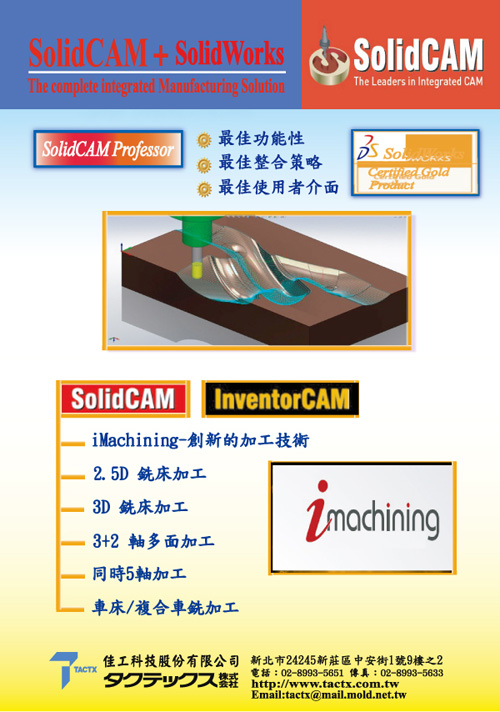 SolidCAM + SolidWorks
The complete integrated Manufacturing Solution
SolidCAM
The Leaders in Integrated CAM
SolidCAM Professor
最佳功能性
最佳整合策略
最佳使用者介面
SolidWorks
Certified Gold
Product
SolidCAM
InventorCAM
iMachining-創新的加工技術
2.5D 銑床加工
3D 銑床加工
3+2 軸多面加工
同時5軸加工
車床/複合車銑加工
imachining
TACTX
佳工科技股份有限公司
タクテックス株式会社
新北市24245新莊區中安街1號9樓之2
電話：02-8993-5651 傳真：02-8993-5633
http://www.tactx.com.tw
Email:tactx@mail.mold.net.tw